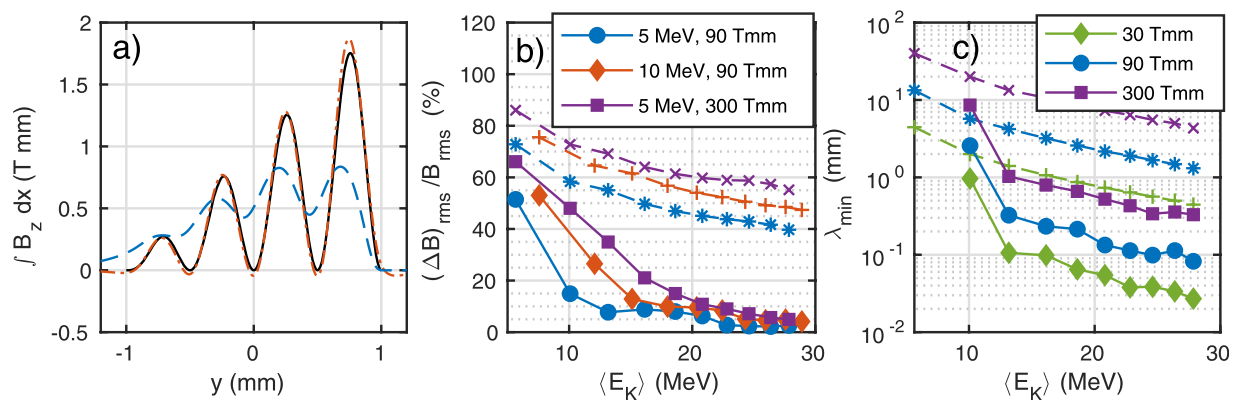 a)
2
1.5
1
0.5
0
-0.5
-1
0
1
y (mm)
∫ B_z dx (T mm)
b)
5 MeV, 90 Tmm
10 MeV, 90 Tmm
5 MeV, 300 Tmm
120
100
80
60
40
20
0
10
20
30
⟨E_K⟩ (MeV)
(ΔB)_rms/B_rms (%)
c)
30 Tmm
90 Tmm
300 Tmm
10^2
10^1
10^0
10^-1
10^-2
10
20
30
⟨E_K⟩ (MeV)
λ_min (mm)